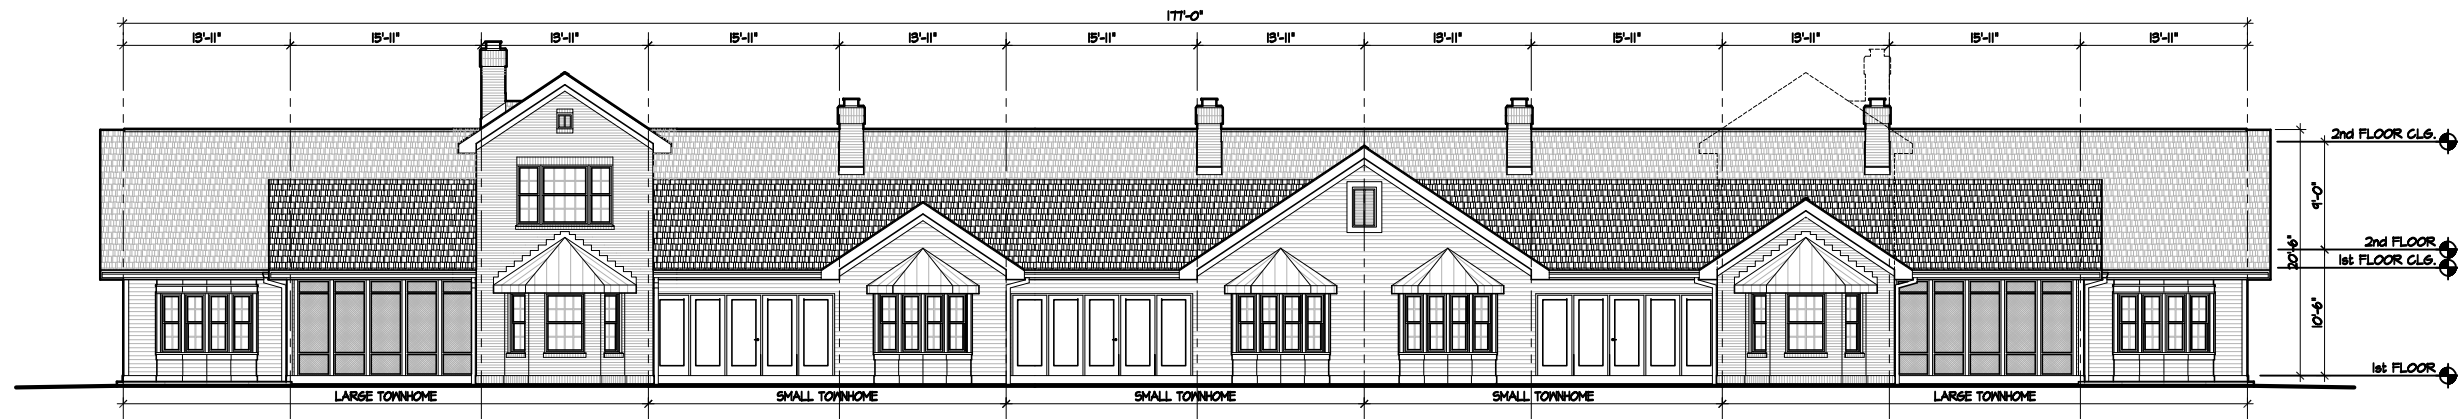 177'-0"
13'-11" 15'-11" 13'-11" 15'-11" 13'-11" 15'-11" 13'-11" 13'-11" 15'-11" 13'-11" 15'-11" 13'-11"
2nd FLOOR CLG.
9'-0"
2nd FLOOR
20'-6"
1st FLOOR CLG.
10'-6"
1st FLOOR
LARGE TOWNHOME SMALL TOWNHOME SMALL TOWNHOME SMALL TOWNHOME LARGE TOWNHOME